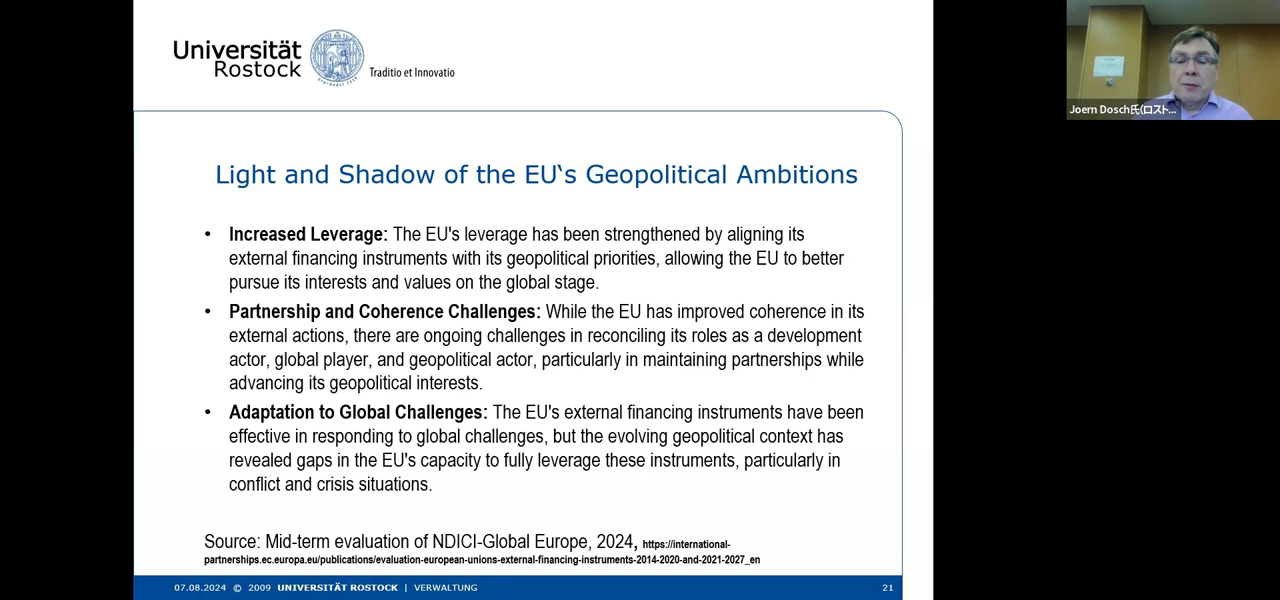 Universität
Rostock
Traditio et Innovatio
Joern Dosch氏(ロスト...
Light and Shadow of the EU‘s Geopolitical Ambitions
• Increased Leverage: The EU's leverage has been strengthened by aligning its
external financing instruments with its geopolitical priorities, allowing the EU to better
pursue its interests and values on the global stage.
• Partnership and Coherence Challenges: While the EU has improved coherence in its
external actions, there are ongoing challenges in reconciling its roles as a development
actor, global player, and geopolitical actor, particularly in maintaining partnerships while
advancing its geopolitical interests.
• Adaptation to Global Challenges: The EU's external financing instruments have been
effective in responding to global challenges, but the evolving geopolitical context has
revealed gaps in the EU's capacity to fully leverage these instruments, particularly in
conflict and crisis situations.
Source: Mid-term evaluation of NDICI-Global Europe, 2024, https://international-
partnerships.ec.europa.eu/publications/evaluation-european-unions-external-financing-instruments-2014-2020-and-2021-2027_en
07.08.2024 © 2009 UNIVERSITÄT ROSTOCK | VERWALTUNG 21